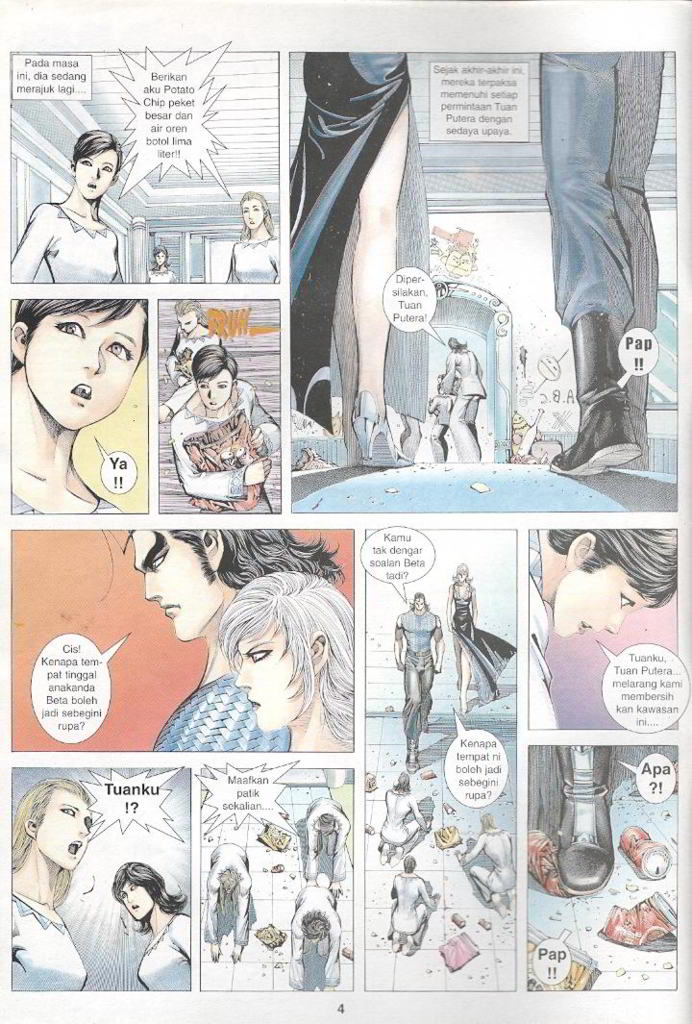 Pada masa
ini, dia sedang
merajuk lagi....
Berikan
aku Potato
Chip peket
besar dan
air oren
botol lima
liter!!
Sejak akhir-akhir ini,
mereka terpaksa
memenuhi setiap
permintaan Tuan
Putera dengan
sedaya upaya.
Diper-
silakan,
Tuan
Putera!
Pap
!!
A.B.C
Ya
!!
Cis!
Kenapa tem-
pat tinggal
anakanda
Beta boleh
jadi sebegini
rupa?
Kamu
tak dengar
soalan Beta
tadi?
Kenapa
tempat ni
boleh jadi
sebegini
rupa?
Tuanku,
Tuan Putera...
melarang kami
membersih
kan kawasan
ini....
Tuanku
!?
Maafkan
patik
sekalian....
Apa
?!
Pap
!!
4